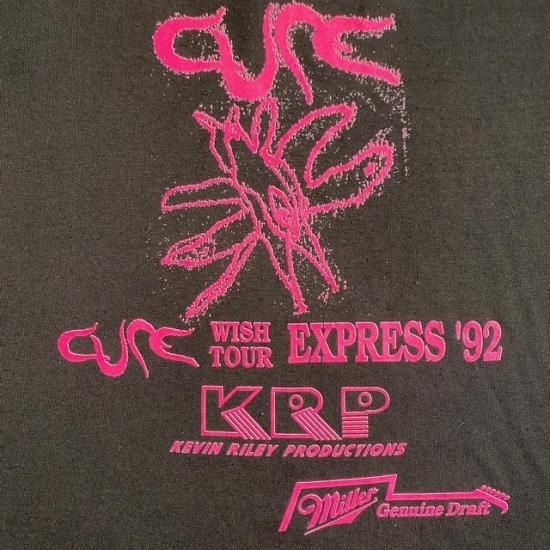 CURE
CURE WISH TOUR EXPRESS '92
KRP
KEVIN RILEY PRODUCTIONS
Miller Genuine Draft